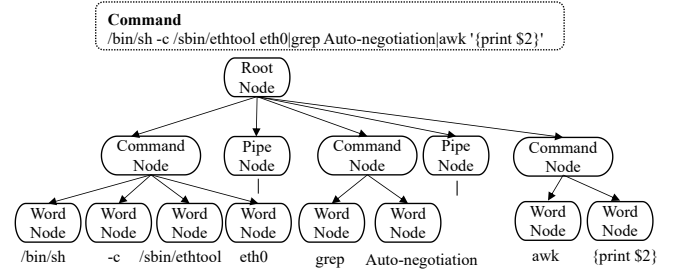 Command
/bin/sh -c /sbin/ethtool eth0|grep Auto-negotiation|awk '{print $2}'
Root
Node
Command
Node
Pipe
Node
|
Command
Node
Pipe
Node
|
Command
Node
Word
Node
/bin/sh
Word
Node
-c
Word
Node
/sbin/ethtool
Word
Node
eth0
Word
Node
grep
Word
Node
Auto-negotiation
Word
Node
awk
Word
Node
{print $2}